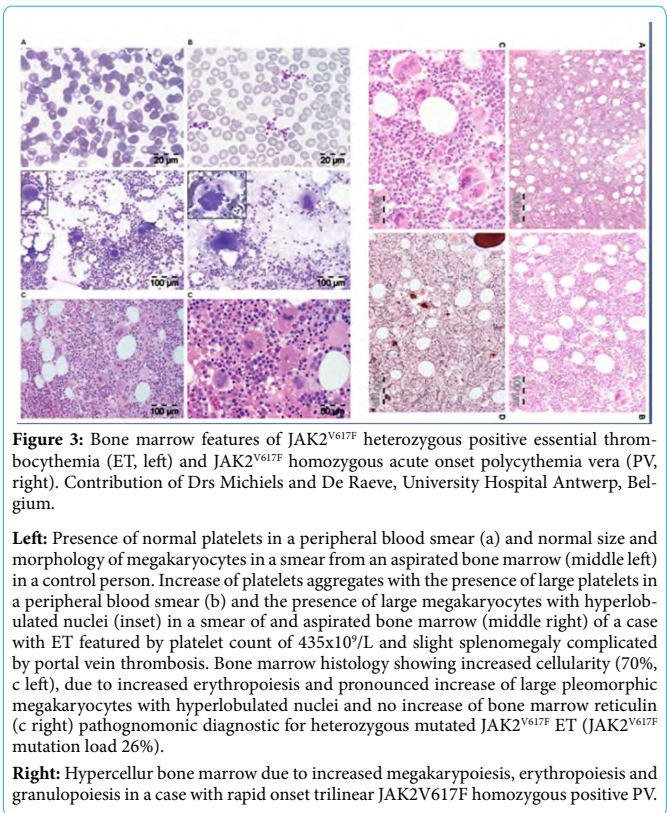 A
B
20 µm
20 µm
100 µm
100 µm
C
C
100 µm
50 µm
C
A
D
B
Figure 3: Bone marrow features of JAK2V617F heterozygous positive essential throm-
bocythemia (ET, left) and JAK2V617F homozygous acute onset polycythemia vera (PV,
right). Contribution of Drs Michiels and De Raeve, University Hospital Antwerp, Bel-
gium.
Left: Presence of normal platelets in a peripheral blood smear (a) and normal size and
morphology of megakaryocytes in a smear from an aspirated bone marrow (middle left)
in a control person. Increase of platelets aggregates with the presence of large platelets in
a peripheral blood smear (b) and the presence of large megakaryocytes with hyperlob-
ulated nuclei (inset) in a smear of and aspirated bone marrow (middle right) of a case
with ET featured by platelet count of 435x10⁹/L and slight splenomegaly complicated
by portal vein thrombosis. Bone marrow histology showing increased cellularity (70%,
c left), due to increased erythropoiesis and pronounced increase of large pleomorphic
megakaryocytes with hyperlobulated nuclei and no increase of bone marrow reticulin
(c right) pathognomonic diagnostic for heterozygous mutated JAK2V617F ET (JAK2V617F
mutation load 26%).
Right: Hypercellur bone marrow due to increased megakarypoiesis, erythropoiesis and
granulopoiesis in a case with rapid onset trilinear JAK2V617F homozygous positive PV.